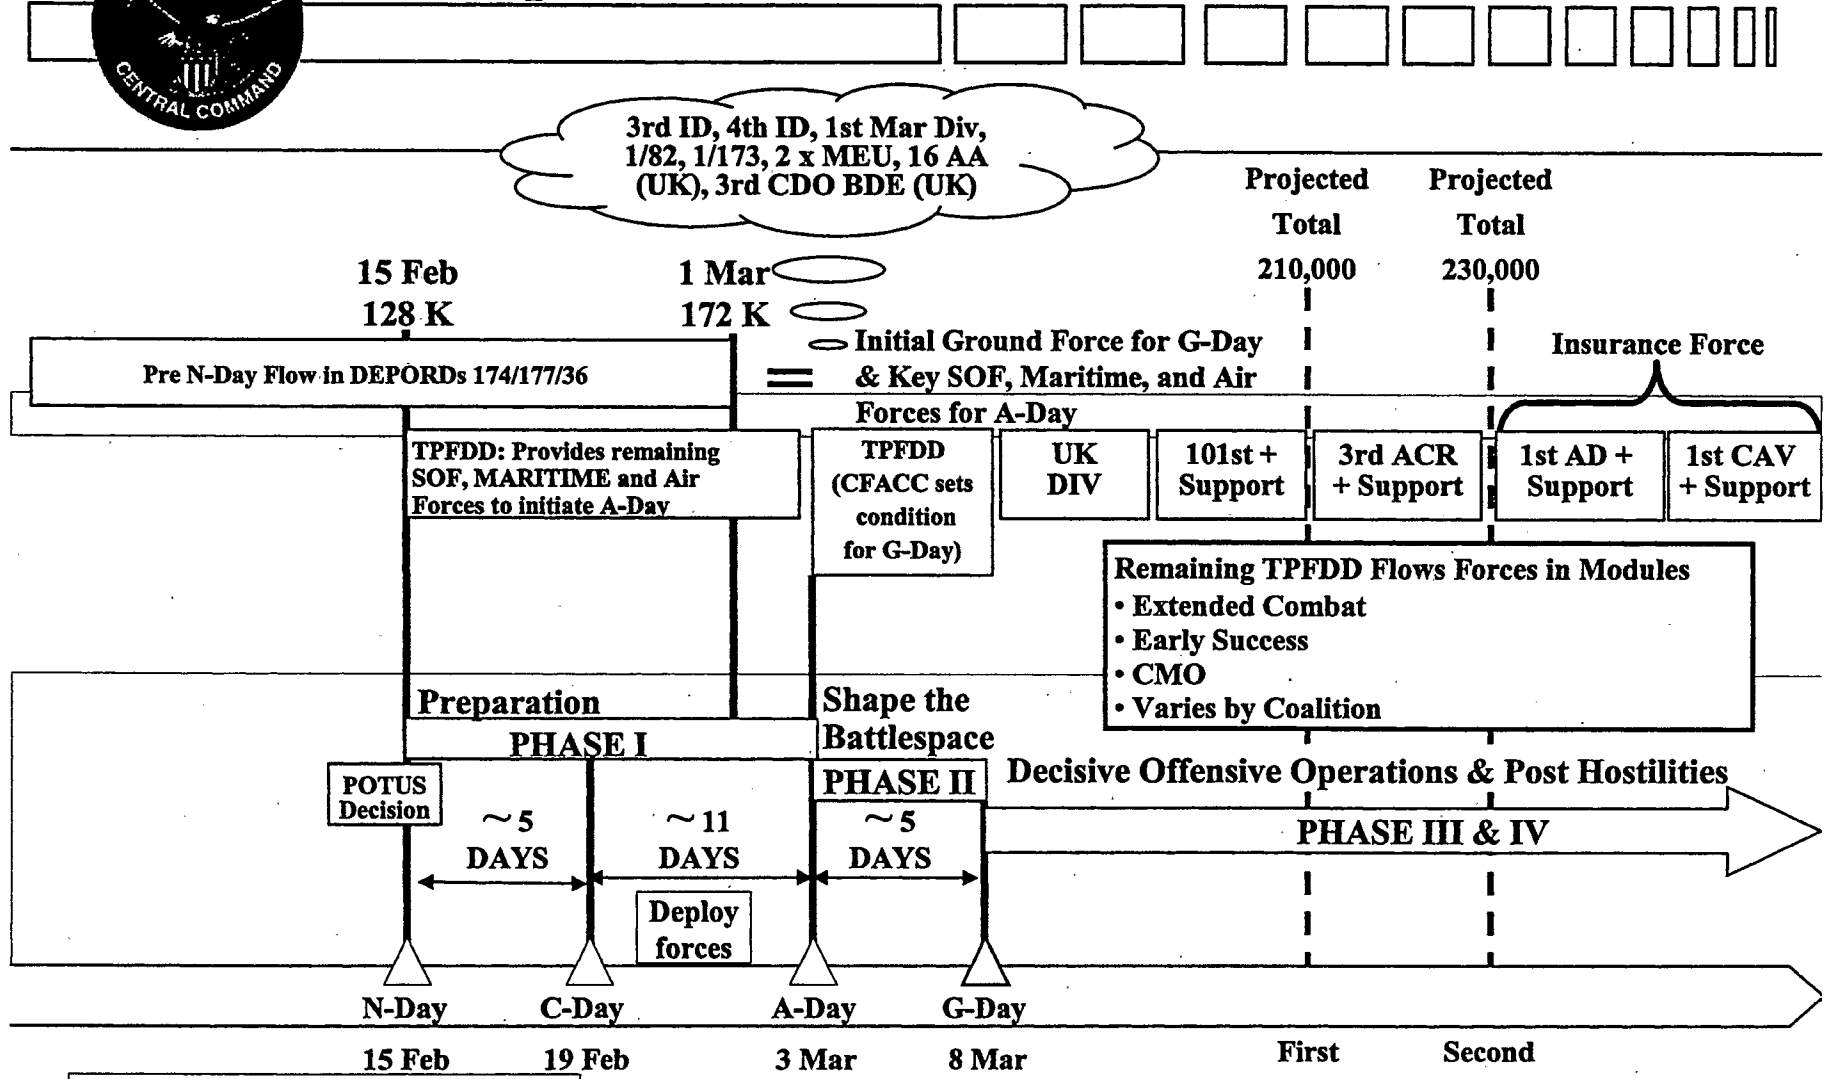 CENTRAL COMMAND
3rd ID, 4th ID, 1st Mar Div,
1/82, 1/173, 2 x MEU, 16 AA
(UK), 3rd CDO BDE (UK)
Projected
Total
210,000
Projected
Total
230,000
15 Feb
128 K
1 Mar
172 K
Initial Ground Force for G-Day
= & Key SOF, Maritime, and Air
Forces for A-Day
Insurance Force
Pre N-Day Flow in DEPORDs 174/177/36
TPFDD: Provides remaining
SOF, MARITIME and Air
Forces to initiate A-Day
TPFDD
(CFACC sets
condition
for G-Day)
UK
DIV
101st +
Support
3rd ACR
+ Support
1st AD +
Support
1st CAV
+ Support
Remaining TPFDD Flows Forces in Modules
• Extended Combat
• Early Success
• CMO
• Varies by Coalition
Preparation
PHASE I
Shape the
Battlespace
PHASE II
Decisive Offensive Operations & Post Hostilities
PHASE III & IV
POTUS
Decision
~ 5
DAYS
~ 11
DAYS
~ 5
DAYS
Deploy
forces
N-Day
C-Day
A-Day
G-Day
15 Feb
19 Feb
3 Mar
8 Mar
First
Second